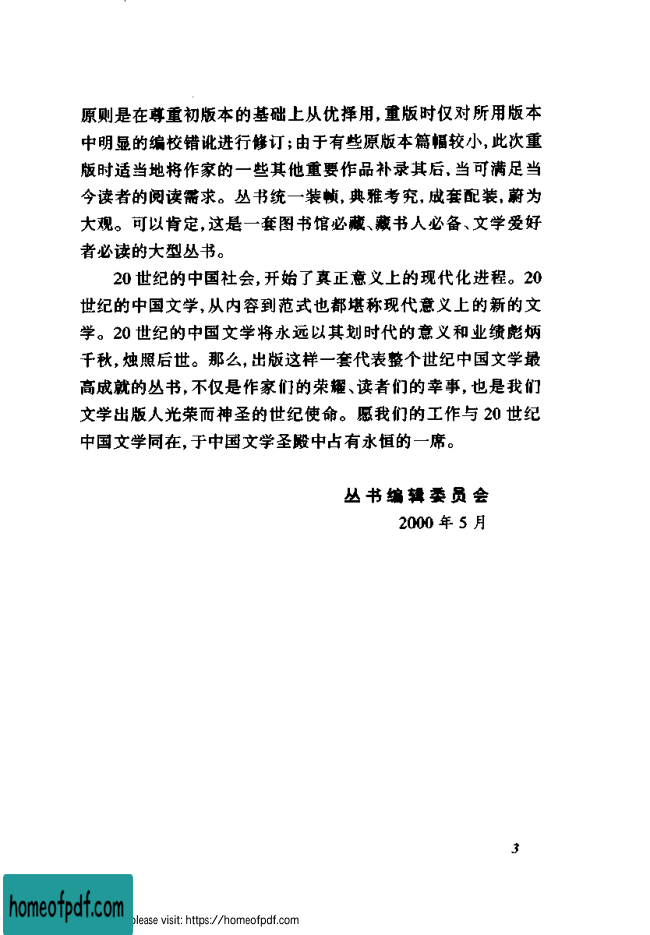 原则是在尊重初版本的基础上从优择用,重版时仅对所用版本
中明显的编校错讹进行修订;由于有些原版本篇幅较小,此次重
版时适当地将作家的一些其他重要作品补录其后,当可满足当
今读者的阅读需求。丛书统一装帧,典雅考究,成套配装,蔚为
大观。可以肯定,这是一套图书馆必藏、藏书人必备、文学爱好
者必读的大型丛书。
20世纪的中国社会,开始了真正意义上的现代化进程。20
世纪的中国文学,从内容到范式也都堪称现代意义上的新的文
学。20世纪的中国文学将永远以其划时代的意义和业绩彪炳
千秋,烛照后世。那么,出版这样一套代表整个世纪中国文学最
高成就的丛书,不仅是作家们的荣耀、读者们的幸事,也是我们
文学出版人光荣而神圣的世纪使命。愿我们的工作与20世纪
中国文学同在,于中国文学圣殿中占有永恒的一席。
丛书编辑委员会
2000年5月
3
homeofpdf.com
please visit: https://homeofpdf.com